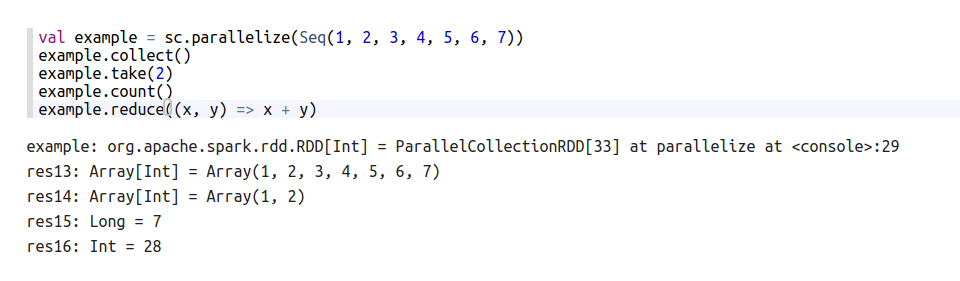 val example = sc.parallelize(Seq(1, 2, 3, 4, 5, 6, 7))
example.collect()
example.take(2)
example.count()
example.reduce((x, y) => x + y)
example: org.apache.spark.rdd.RDD[Int] = ParallelCollectionRDD[33] at parallelize at <console>:29
res13: Array[Int] = Array(1, 2, 3, 4, 5, 6, 7)
res14: Array[Int] = Array(1, 2)
res15: Long = 7
res16: Int = 28